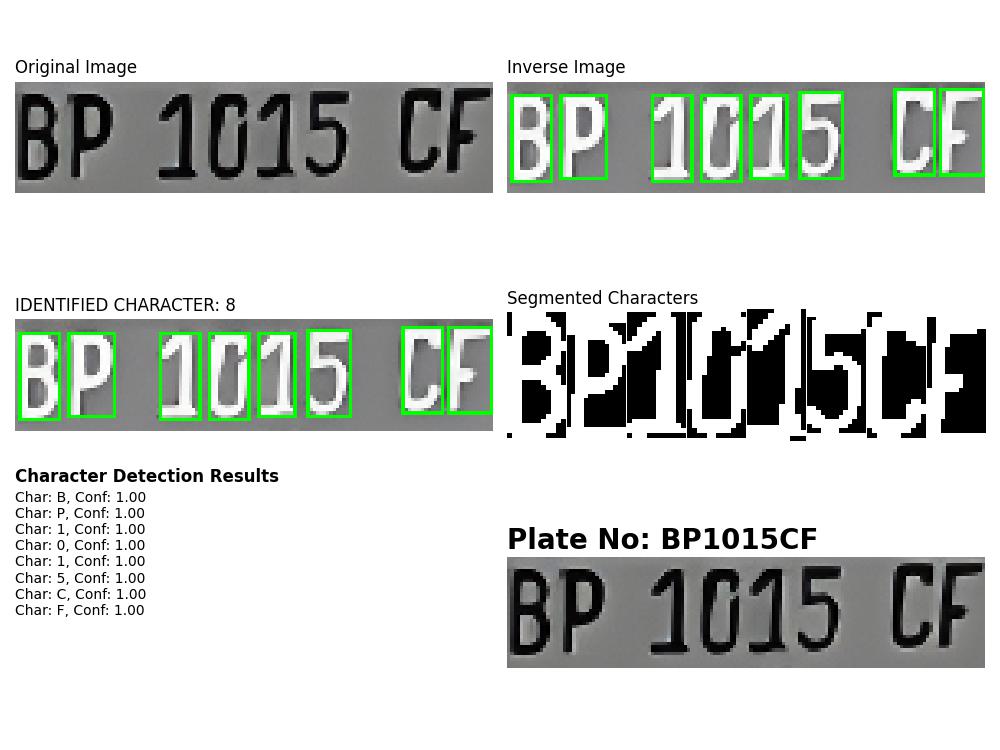 Original Image
BP 1015 CF
Inverse Image
BP 1015 CF
IDENTIFIED CHARACTER: 8
BP 1015 CF
Segmented Characters
BP1015CF
Character Detection Results
Char: B, Conf: 1.00
Char: P, Conf: 1.00
Char: 1, Conf: 1.00
Char: 0, Conf: 1.00
Char: 1, Conf: 1.00
Char: 5, Conf: 1.00
Char: C, Conf: 1.00
Char: F, Conf: 1.00
Plate No: BP1015CF
BP 1015 CF